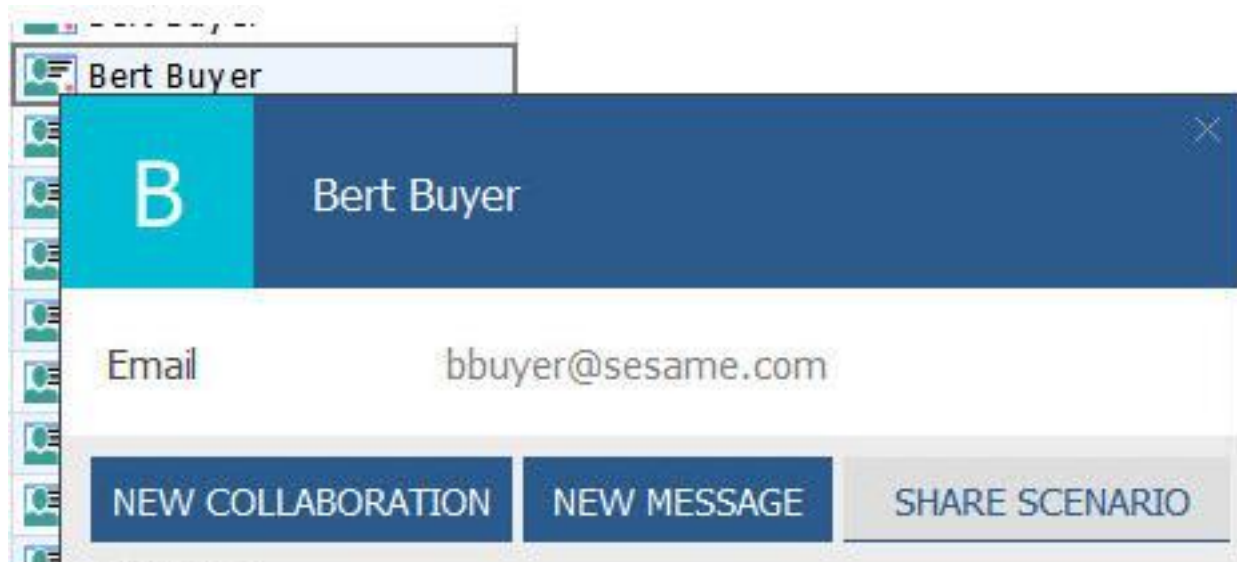 Bert Buyer
B
Bert Buyer
Email
bbuyer@sesame.com
NEW COLLABORATION
NEW MESSAGE
SHARE SCENARIO